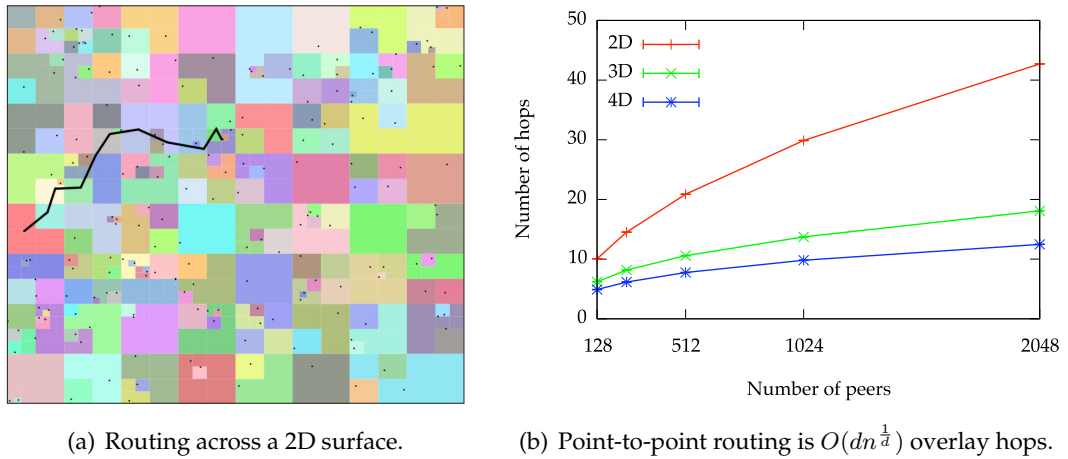 50
40
30
20
10
0
2D
3D
4D
Number of hops
128
512
1024
2048
Number of peers
(a) Routing across a 2D surface.
(b) Point-to-point routing is $O(dn^{\frac{1}{d}})$ overlay hops.